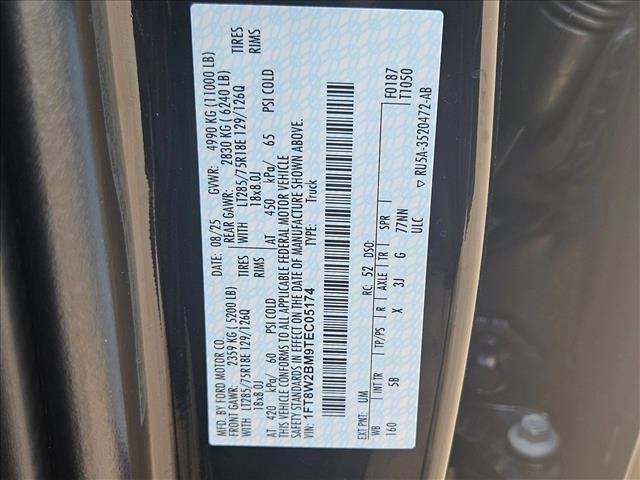 MFD. BY FORD MOTOR CO. DATE: 08/25 GVWR: 4990 KG (11000 LB)
FRONT GAWR: 2359 KG (5200 LB) REAR GAWR: 2830 KG (6240 LB)
WITH LT285/75R18E 129/126Q TIRES WITH LT285/75R18E 129/126Q TIRES
18x8.0J RIMS 18x8.0J RIMS
AT 420 kPa/ 60 PSI COLD AT 450 kPa/ 65 PSI COLD
THIS VEHICLE CONFORMS TO ALL APPLICABLE FEDERAL MOTOR VEHICLE
SAFETY STANDARDS IN EFFECT ON THE DATE OF MANUFACTURE SHOWN ABOVE.
VIN: 1FT8W2BM9TEC05174 TYPE: Truck
F0187
T1050
EXT PNT: UM RC: 52 DSO:
WB INT TR TP/PS R AXLE TR SPR
160 5B X 3J G 77NN
ULC
▽ RU5A-3520472-AB